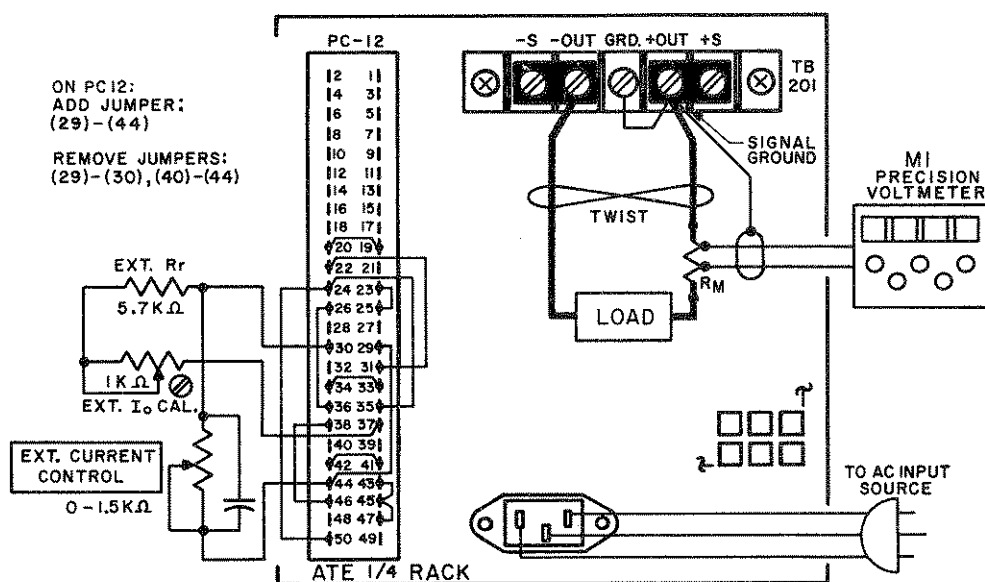 PC-12
-S -OUT GRD. +OUT +S
TB
201
ON PC12:
ADD JUMPER:
(29)-(44)
REMOVE JUMPERS:
(29)-(30), (40)-(44)
2 1
4 3
6 5
8 7
10 9
12 11
14 13
16 15
18 17
20 19
22 21
24 23
26 25
28 27
30 29
32 31
34 33
36 35
38 37
40 39
42 41
44 43
46 45
48 47
50 49
SIGNAL
GROUND
M1
PRECISION
VOLTMETER
TWIST
RM
LOAD
EXT. Rr
5.7KΩ
1KΩ
EXT. Io CAL.
EXT. CURRENT
CONTROL
0-1.5KΩ
TO AC INPUT
SOURCE
ATE 1/4 RACK